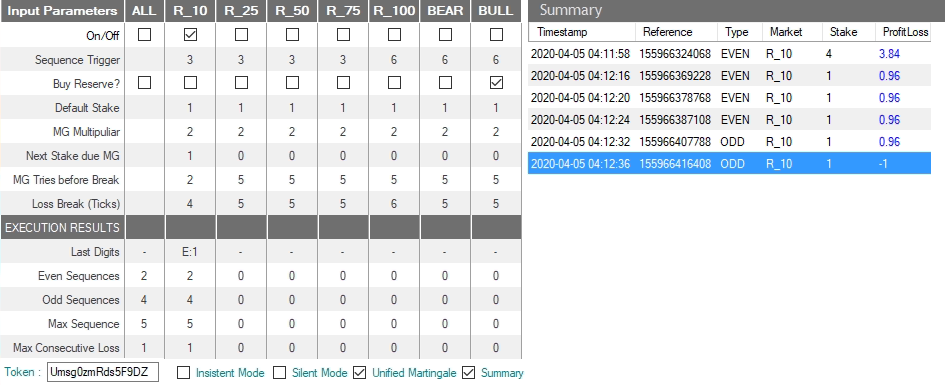 Input Parameters ALL R_10 R_25 R_50 R_75 R_100 BEAR BULL
On/Off
Sequence Trigger 3 3 3 3 6 6 6
Buy Reserve?
Default Stake 1 1 1 1 1 1 1
MG Multipuliar 2 2 2 2 2 2 2
Next Stake due MG 1 0 0 0 0 0 0
MG Tries before Break 2 5 5 5 5 5 5
Loss Break (Ticks) 4 5 5 5 6 5 5
EXECUTION RESULTS
Last Digits - E:1 - - - - - -
Even Sequences 2 2 0 0 0 0 0 0
Odd Sequences 4 4 0 0 0 0 0 0
Max Sequence 5 5 0 0 0 0 0 0
Max Consecutive Loss 1 1 0 0 0 0 0 0
Token : Umsg0zmRds5F9DZ Insistent Mode Silent Mode Unified Martingale Summary
Summary
Timestamp Reference Type Market Stake ProfitLoss
2020-04-05 04:11:58 155966324068 EVEN R_10 4 3.84
2020-04-05 04:12:16 155966369228 EVEN R_10 1 0.96
2020-04-05 04:12:20 155966378768 EVEN R_10 1 0.96
2020-04-05 04:12:24 155966387108 EVEN R_10 1 0.96
2020-04-05 04:12:32 155966407788 ODD R_10 1 0.96
2020-04-05 04:12:36 155966416408 ODD R_10 1 -1